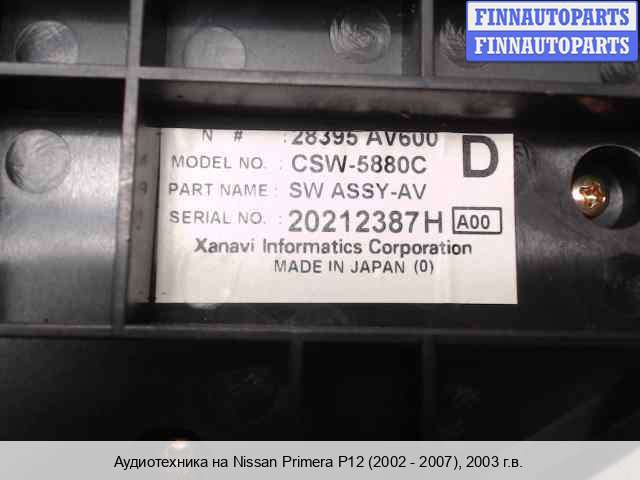 FINNAUTOPARTS
FINNAUTOPARTS
N # : 28395 AV600
MODEL NO. : CSW-5880C
D
PART NAME : SW ASSY-AV
SERIAL NO. : 20212387H A00
Xanavi Informatics Corporation
MADE IN JAPAN (0)
Аудиотехника на Nissan Primera P12 (2002 - 2007), 2003 г.в.